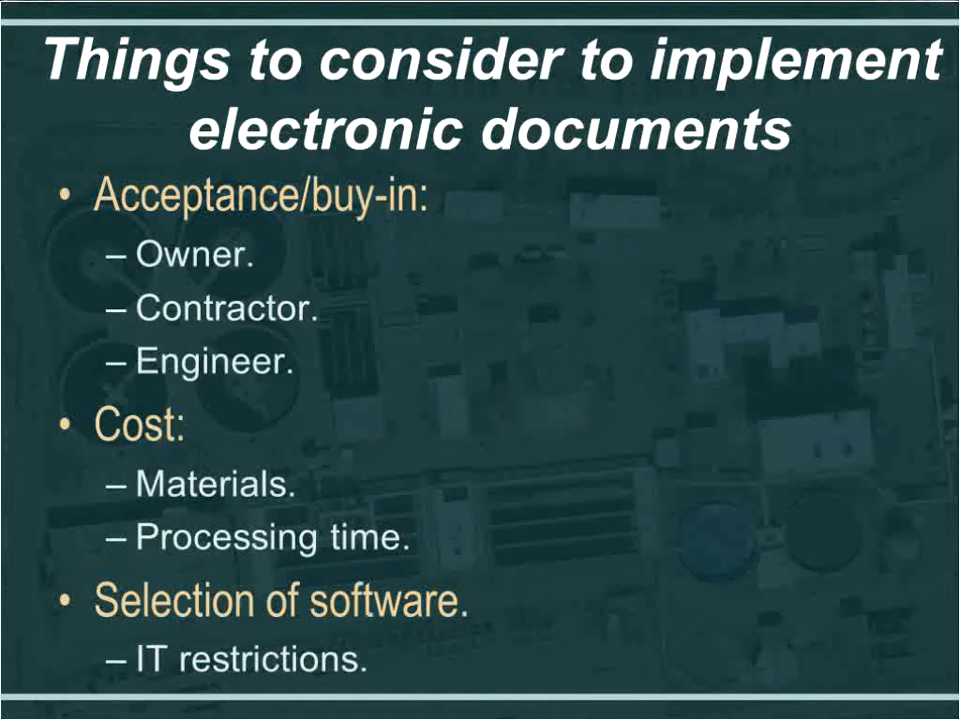 Things to consider to implement
electronic documents
• Acceptance/buy-in:
– Owner.
– Contractor.
– Engineer.
• Cost:
– Materials.
– Processing time.
• Selection of software.
– IT restrictions.